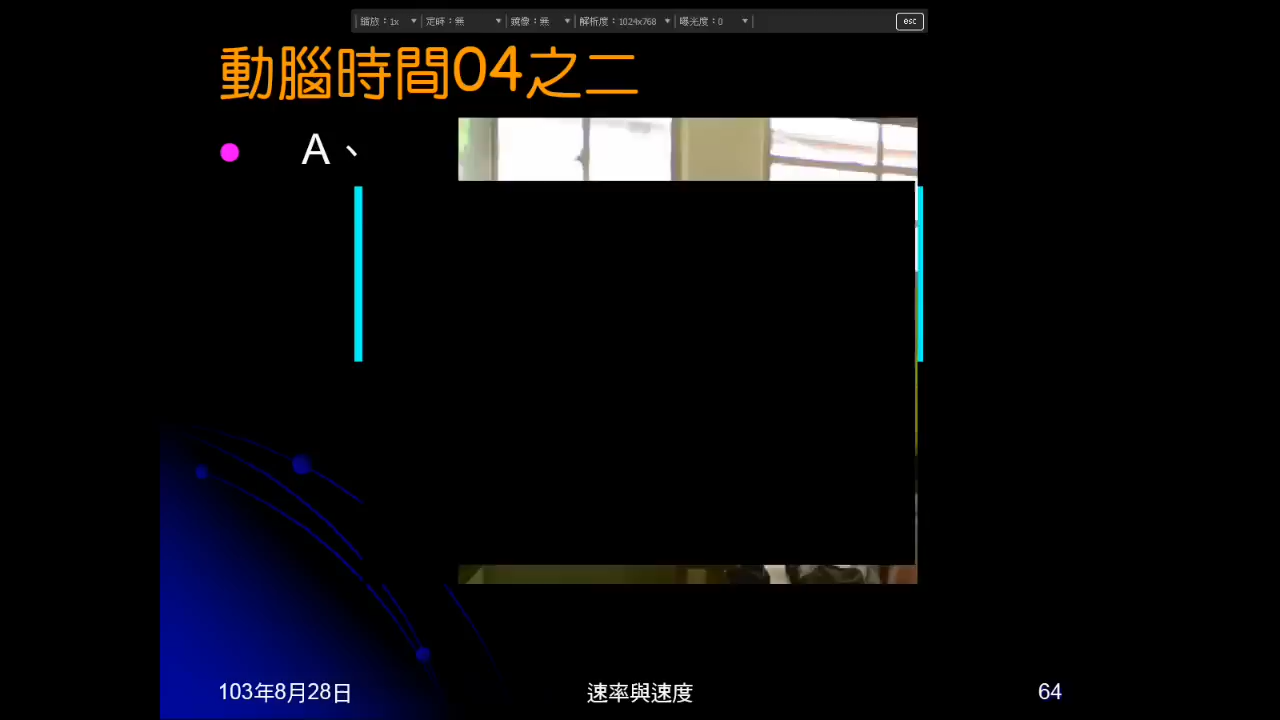 縮放：1x 定時：無 鏡像：無 解析度：1024x768 曝光度：0 esc
動腦時間04之二
A、
103年8月28日 速率與速度 64